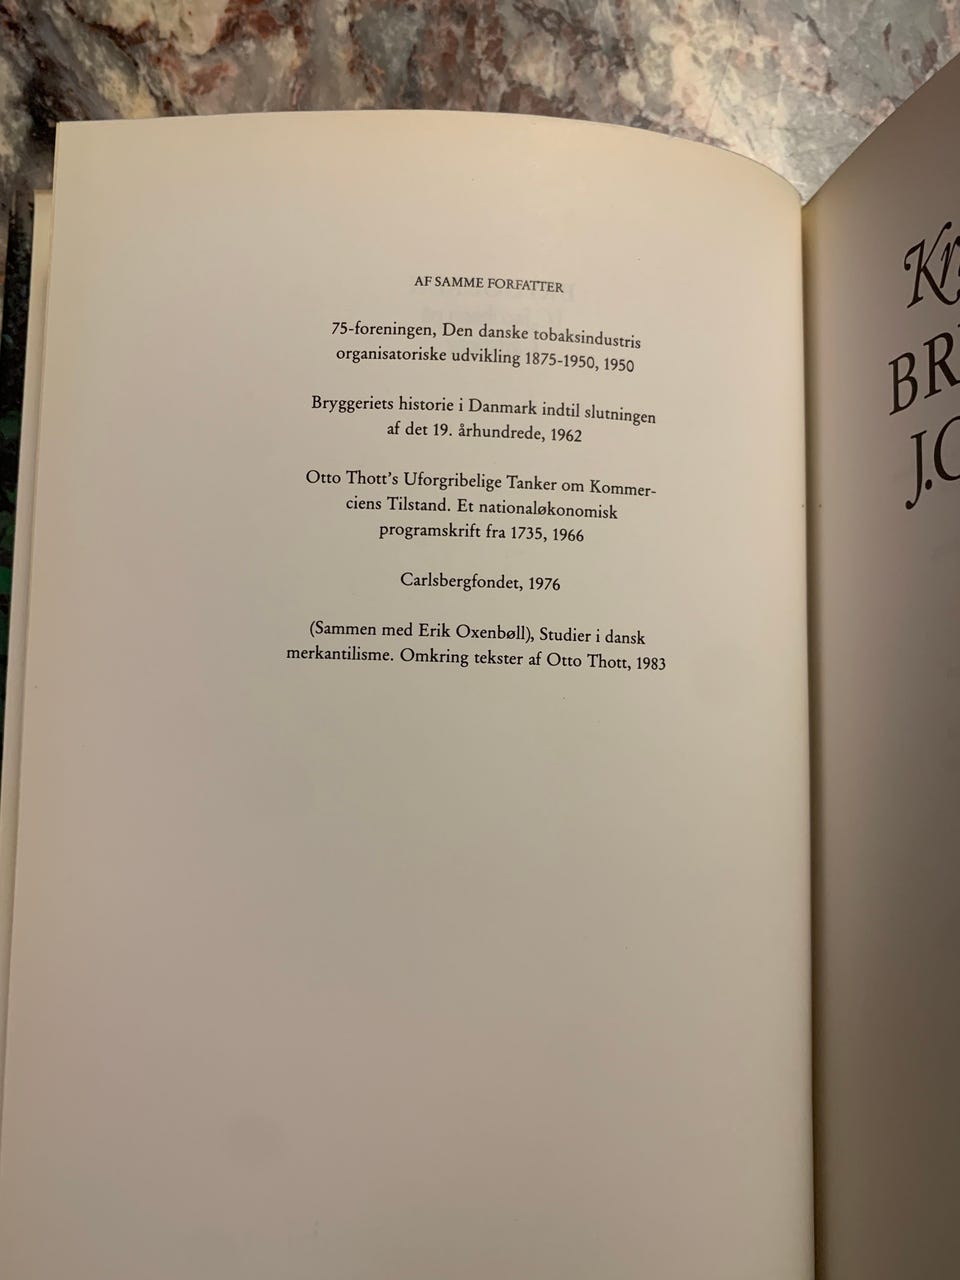 AF SAMME FORFATTER
75-foreningen, Den danske tobaksindustris
organisatoriske udvikling 1875-1950, 1950
Bryggeriets historie i Danmark indtil slutningen
af det 19. århundrede, 1962
Otto Thott's Uforgribelige Tanker om Kommer-
ciens Tilstand. Et nationaløkonomisk
programskrift fra 1735, 1966
Carlsbergfondet, 1976
(Sammen med Erik Oxenbøll), Studier i dansk
merkantilisme. Omkring tekster af Otto Thott, 1983
Kr
BR
J.C